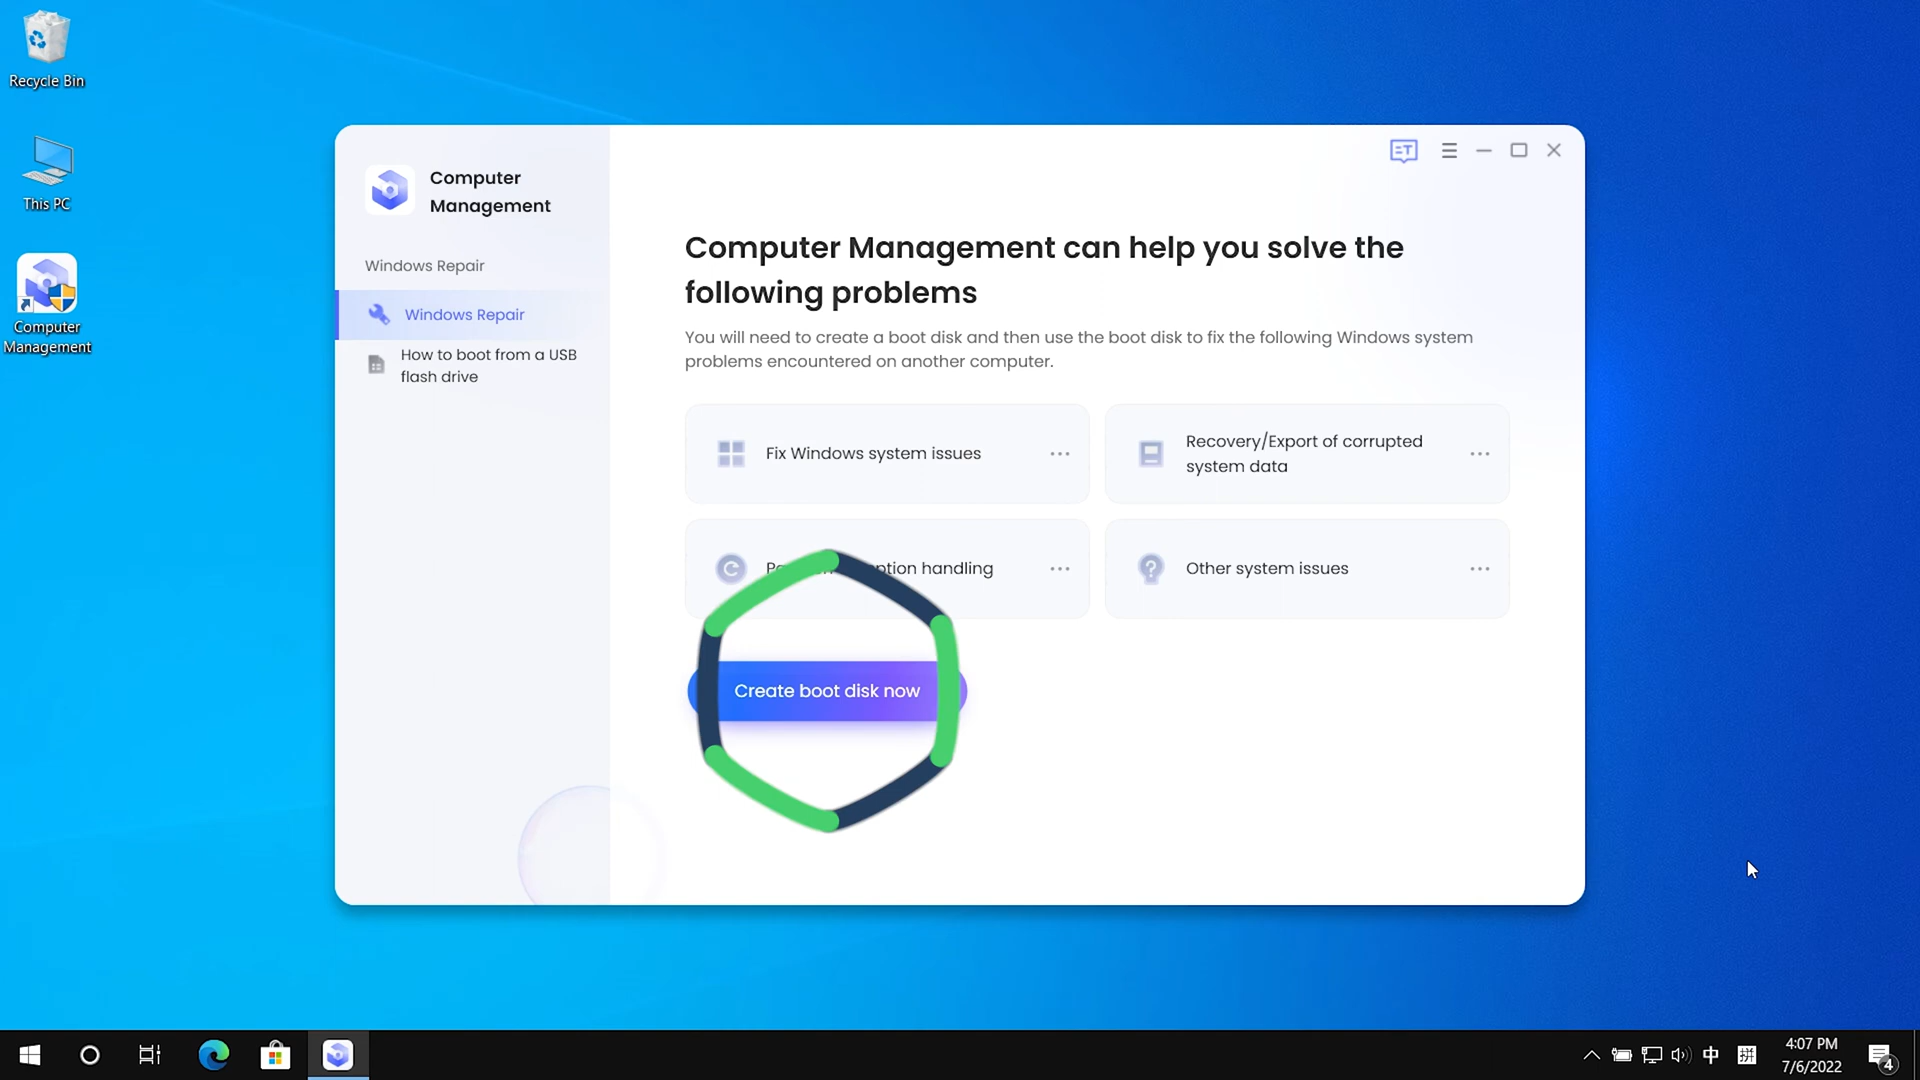 Recycle Bin
This PC
Computer
Management
Computer
Management
Windows Repair
Windows Repair
How to boot from a USB
flash drive
Computer Management can help you solve the
following problems
You will need to create a boot disk and then use the boot disk to fix the following Windows system
problems encountered on another computer.
Fix Windows system issues
Recovery/Export of corrupted
system data
handling
Other system issues
Create boot disk now
中
拼
4:07 PM
7/6/2022
4